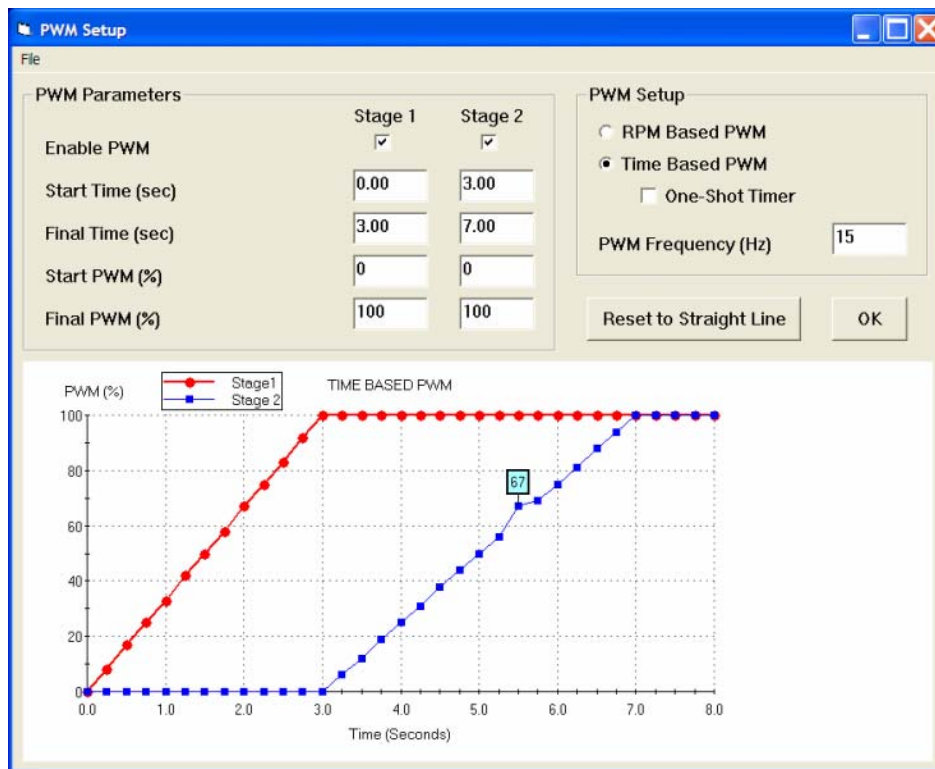 PWM Setup
File
PWM Parameters
Stage 1 Stage 2
Enable PWM
Start Time (sec) 0.00 3.00
Final Time (sec) 3.00 7.00
Start PWM (%) 0 0
Final PWM (%) 100 100
PWM Setup
RPM Based PWM
Time Based PWM
One-Shot Timer
PWM Frequency (Hz) 15
Reset to Straight Line OK
PWM (%)
Stage1
Stage 2
TIME BASED PWM
100
80
67
60
40
20
0
0.0 1.0 2.0 3.0 4.0 5.0 6.0 7.0 8.0
Time (Seconds)